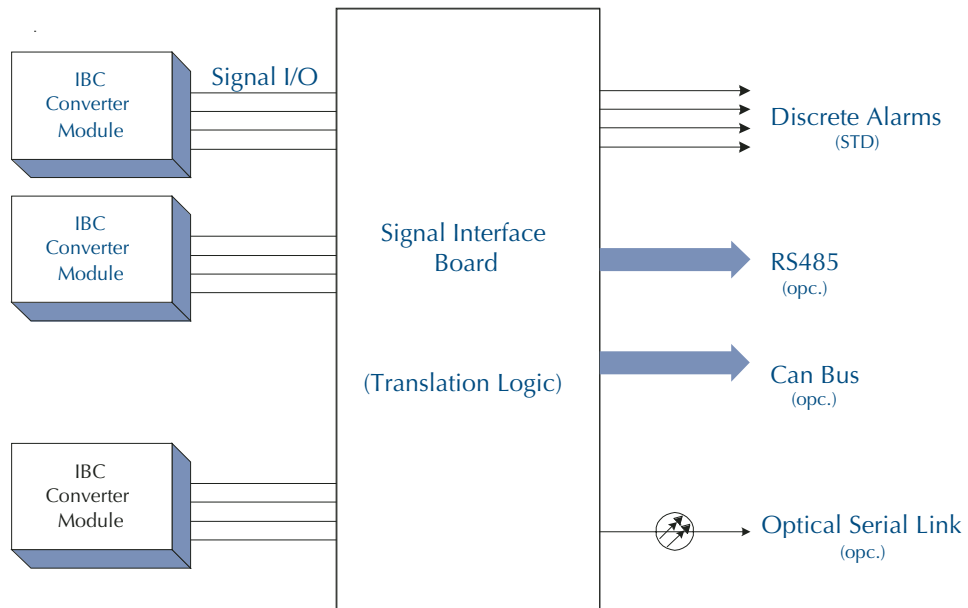 IBC
Converter
Module
Signal I/O
IBC
Converter
Module
IBC
Converter
Module
Signal Interface
Board
(Translation Logic)
Discrete Alarms
(STD)
RS485
(opc.)
Can Bus
(opc.)
Optical Serial Link
(opc.)